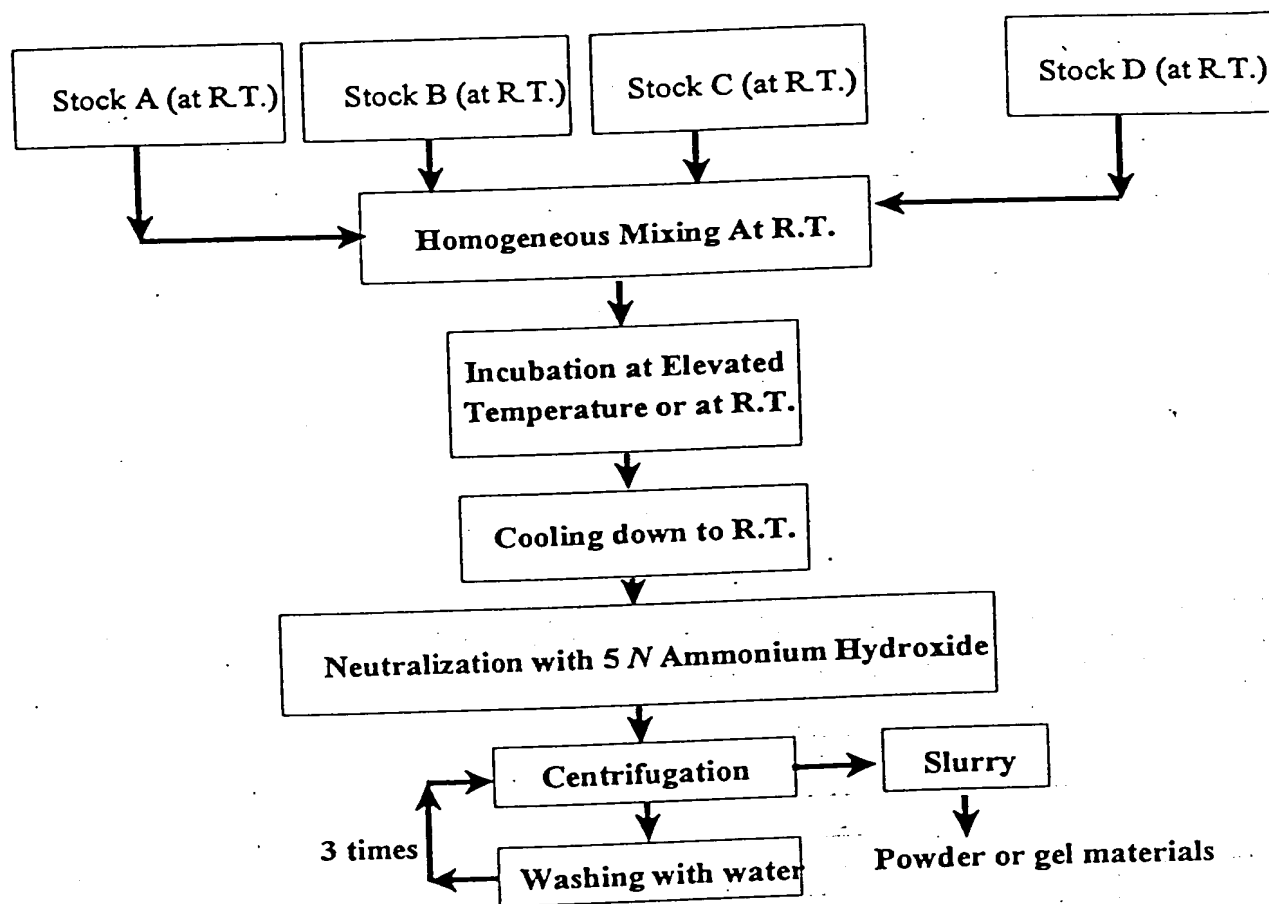 Stock A (at R.T.)
Stock B (at R.T.)
Stock C (at R.T.)
Stock D (at R.T.)
Homogeneous Mixing At R.T.
Incubation at Elevated
Temperature or at R.T.
Cooling down to R.T.
Neutralization with 5 N Ammonium Hydroxide
Centrifugation
Slurry
3 times
Washing with water
Powder or gel materials